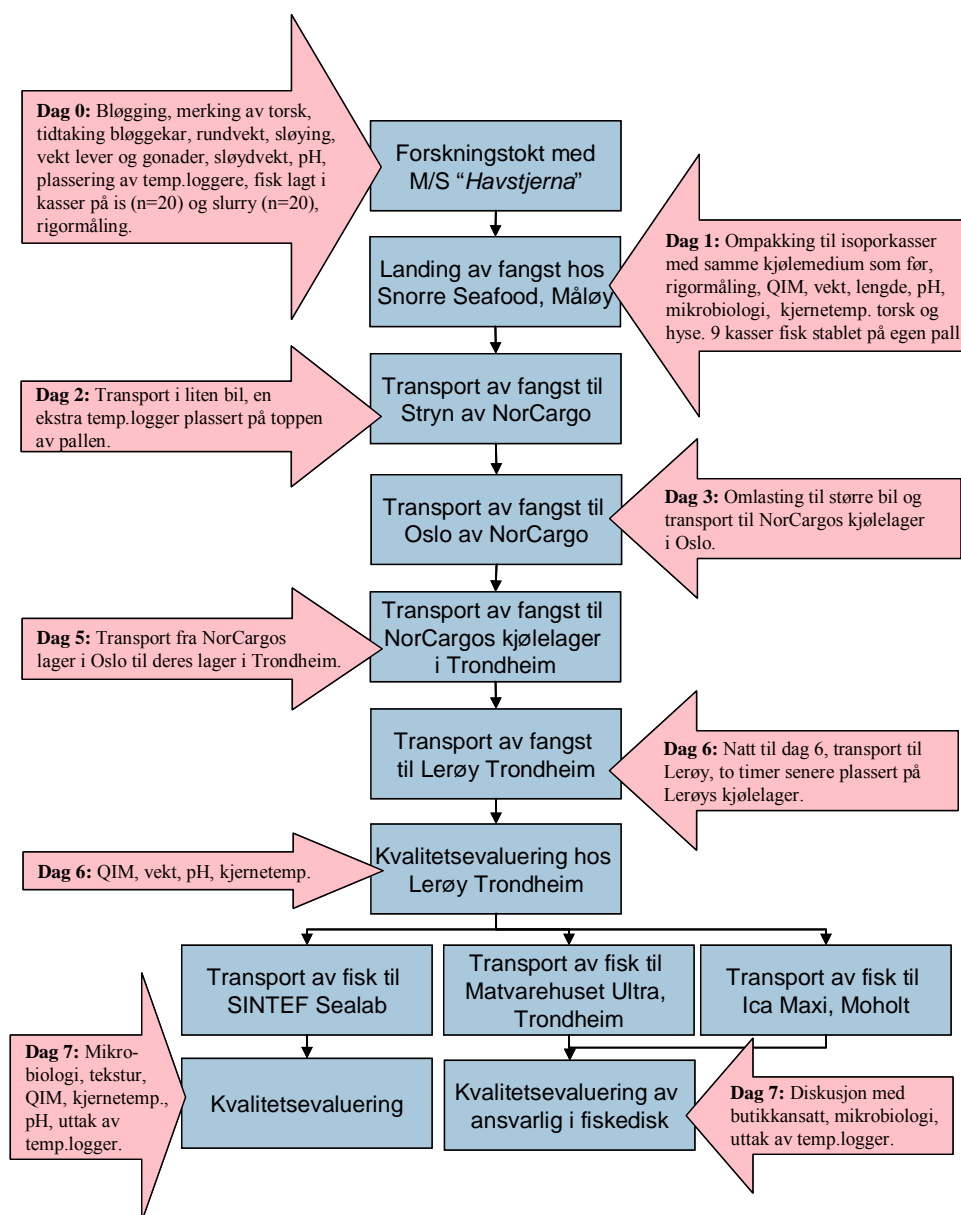 Dag 0: Bløgging, merking av torsk,
tidtaking bløggekar, rundvekt, sløying,
vekt lever og gonader, sløydvekt, pH,
plassering av temp.loggere, fisk lagt i
kasser på is (n=20) og slurry (n=20),
rigormåling.
Forskningstokt med
M/S “Havstjerna”
Landing av fangst hos
Snorre Seafood, Måløy
Dag 1: Ompakking til isoporkasser
med samme kjølemedium som før,
rigormåling, QIM, vekt, lengde, pH,
mikrobiologi, kjernetemp. torsk og
hyse. 9 kasser fisk stablet på egen pall.
Dag 2: Transport i liten bil, en
ekstra temp.logger plassert på toppen
av pallen.
Transport av fangst til
Stryn av NorCargo
Transport av fangst til
Oslo av NorCargo
Dag 3: Omlasting til større bil og
transport til NorCargos kjølelager
i Oslo.
Dag 5: Transport fra NorCargos
lager i Oslo til deres lager i Trondheim.
Transport av fangst til
NorCargos kjølelager
i Trondheim
Transport av fangst
til Lerøy Trondheim
Dag 6: Natt til dag 6, transport til
Lerøy, to timer senere plassert på
Lerøys kjølelager.
Dag 6: QIM, vekt, pH, kjernetemp.
Kvalitetsevaluering hos
Lerøy Trondheim
Transport av fisk til
SINTEF Sealab
Transport av fisk til
Matvarehuset Ultra,
Trondheim
Transport av fisk til
Ica Maxi, Moholt
Dag 7: Mikro-
biologi, tekstur,
QIM, kjernetemp.,
pH, uttak av
temp.logger.
Kvalitetsevaluering
Kvalitetsevaluering av
ansvarlig i fiskedisk
Dag 7: Diskusjon med
butikkansatt, mikrobiologi,
uttak av temp.logger.